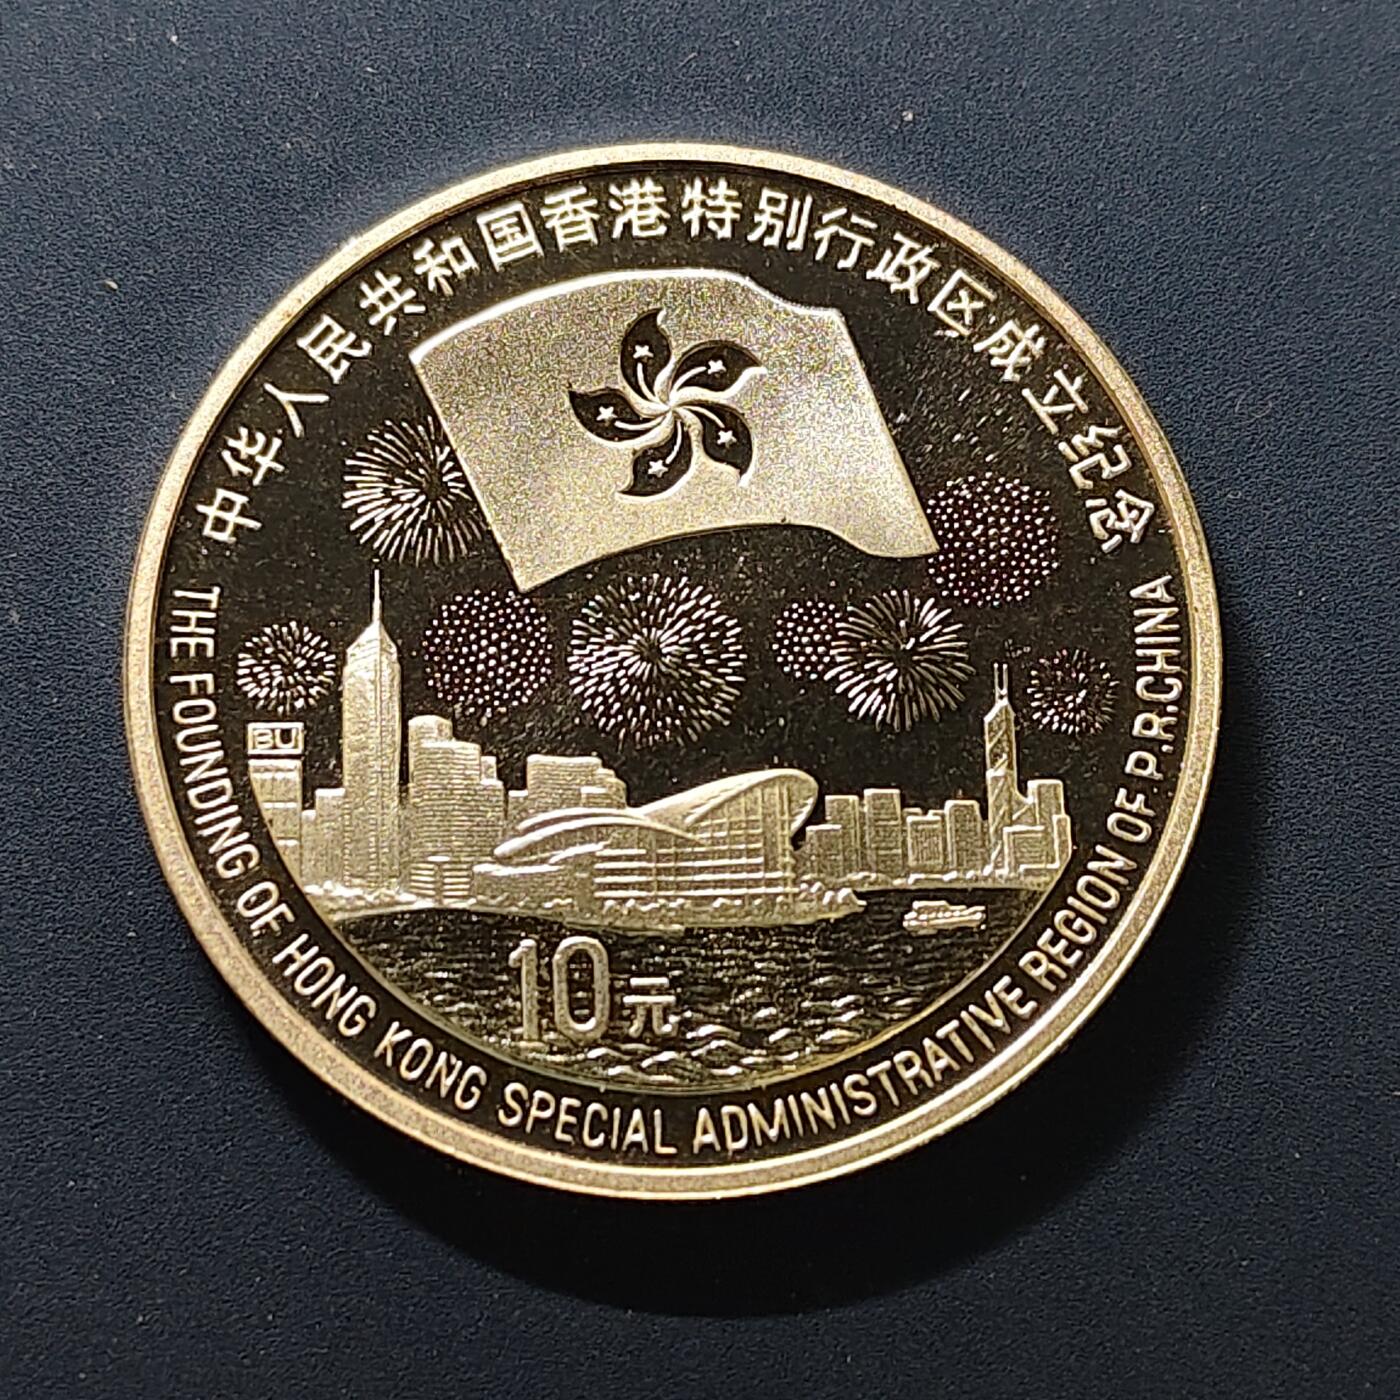 中华人民共和国香港特别行政区成立纪念
BU
10元
THE FOUNDING OF HONG KONG SPECIAL ADMINISTRATIVE REGION OF P.R.CHINA